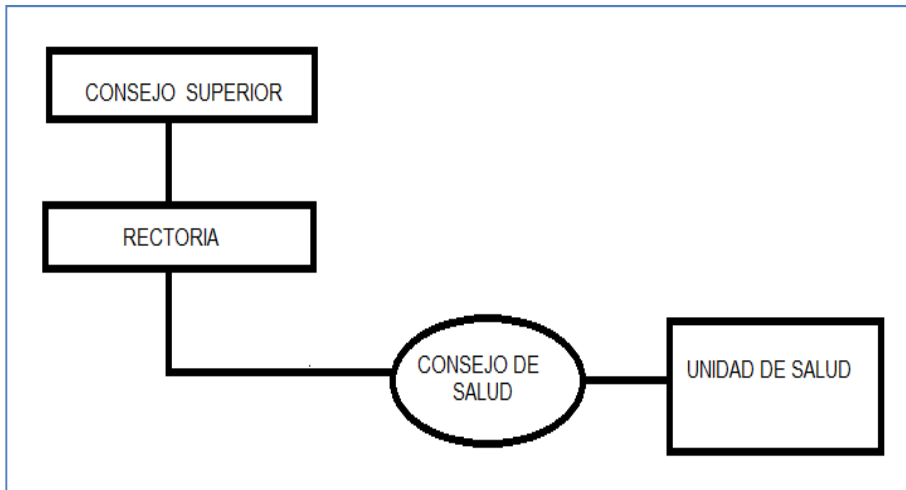 CONSEJO SUPERIOR
RECTORIA
CONSEJO DE
SALUD
UNIDAD DE SALUD